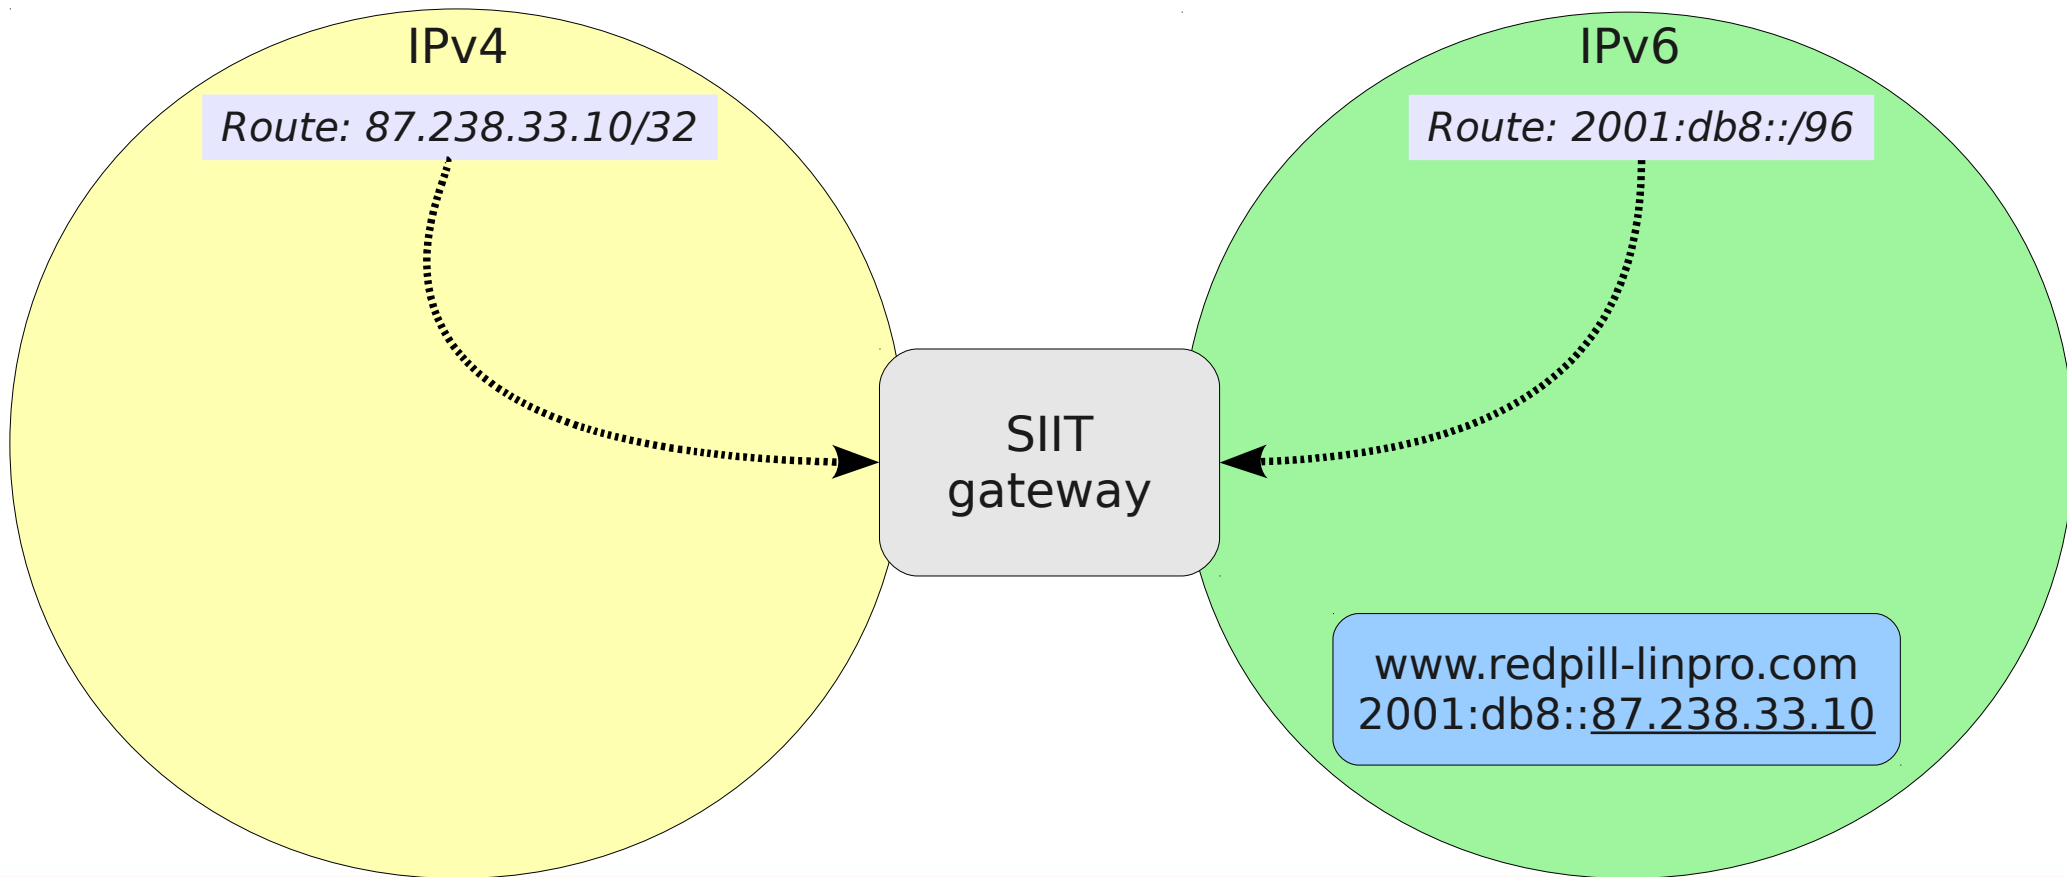 IPv4
Route: 87.238.33.10/32
IPv6
Route: 2001:db8::/96
SIIT
gateway
www.redpill-linpro.com
2001:db8::87.238.33.10